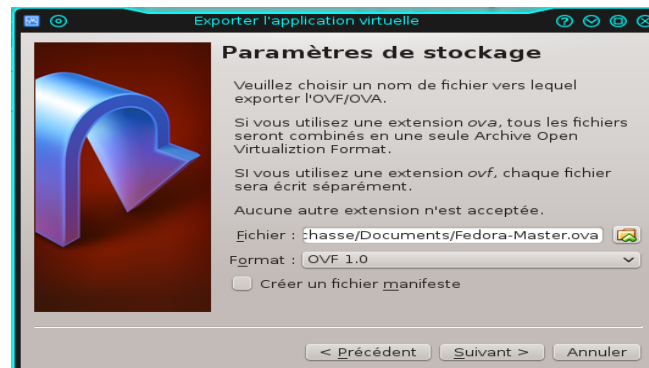 Exporter l'application virtuelle
Paramètres de stockage
Veuillez choisir un nom de fichier vers lequel
exporter l'OVF/OVA.
Si vous utilisez une extension ova, tous les fichiers
seront combinés en une seule Archive Open
Virtualiztion Format.
SI vous utilisez une extension ovf, chaque fichier
sera écrit séparément.
Aucune autre extension n'est acceptée.
Fichier : chasse/Documents/Fedora-Master.ova
Format : OVF 1.0
Créer un fichier manifeste
< Précédent
Suivant >
Annuler